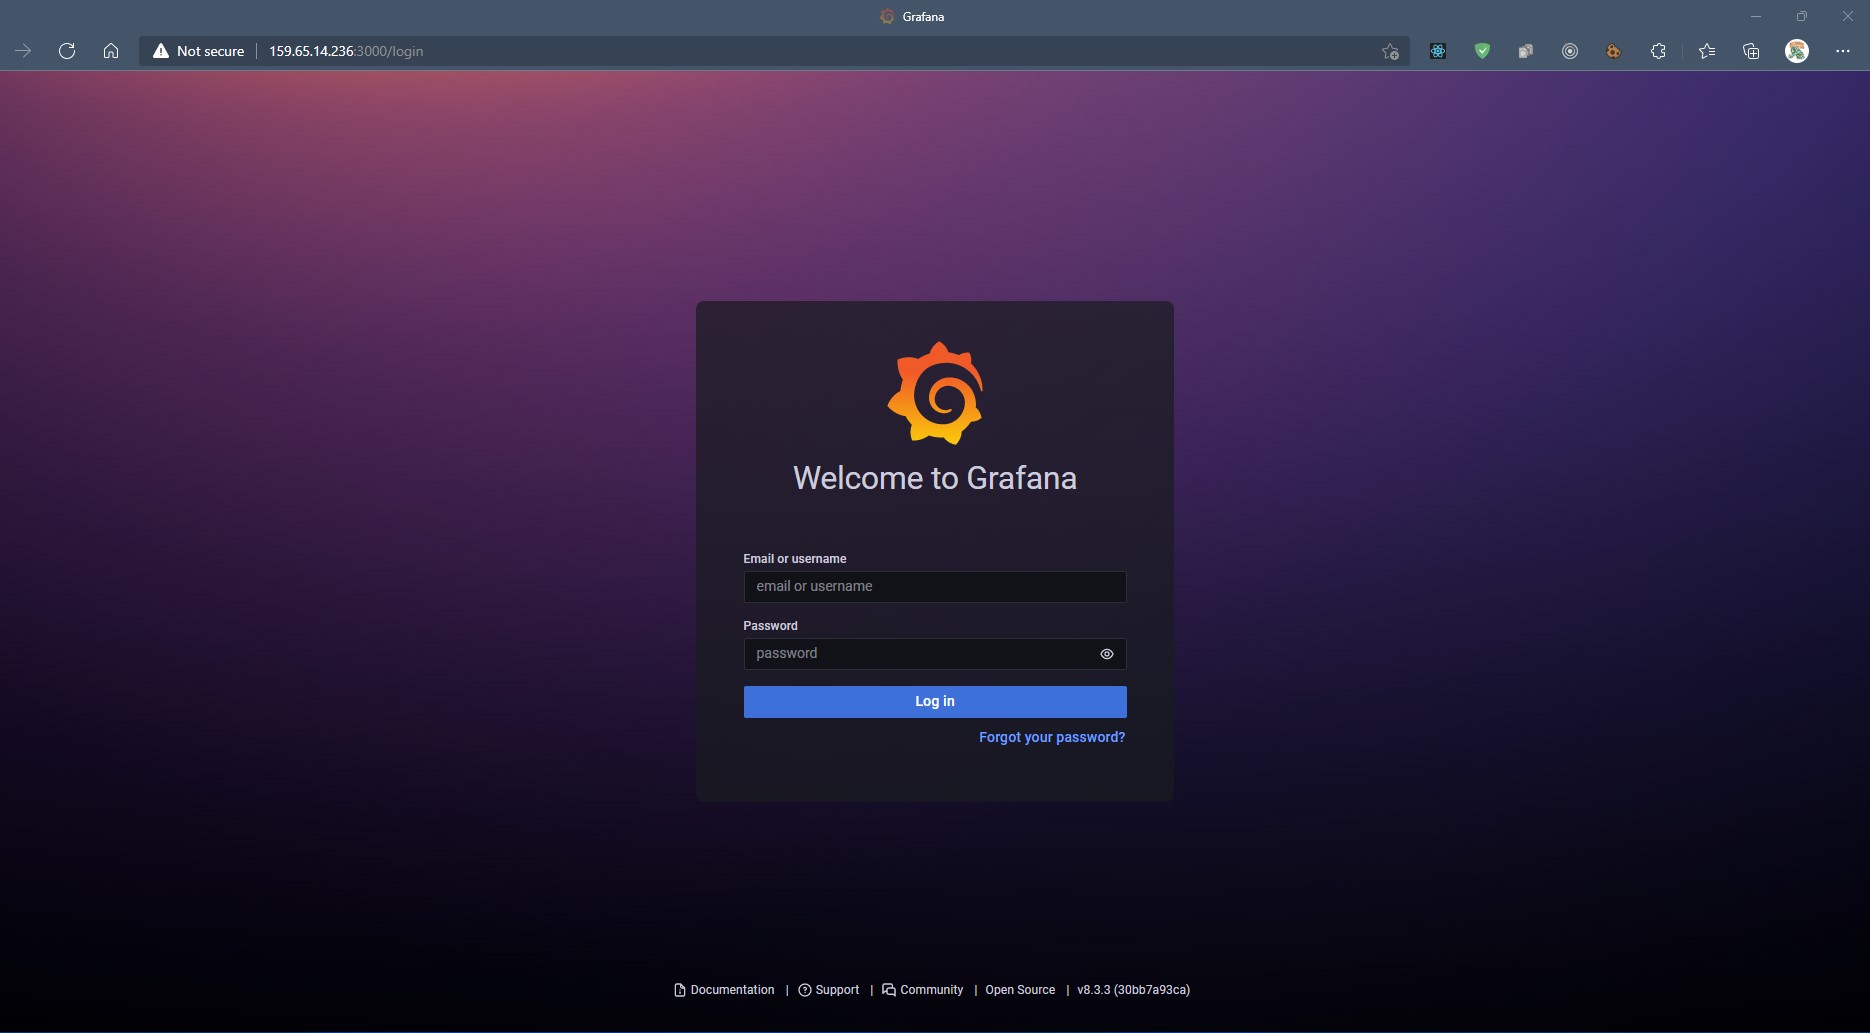 Grafana
Not secure 159.65.14.236:3000/login
Welcome to Grafana
Email or username
email or username
Password
password
Log in
Forgot your password?
Documentation | Support | Community | Open Source | v8.3.3 (30bb7a93ca)